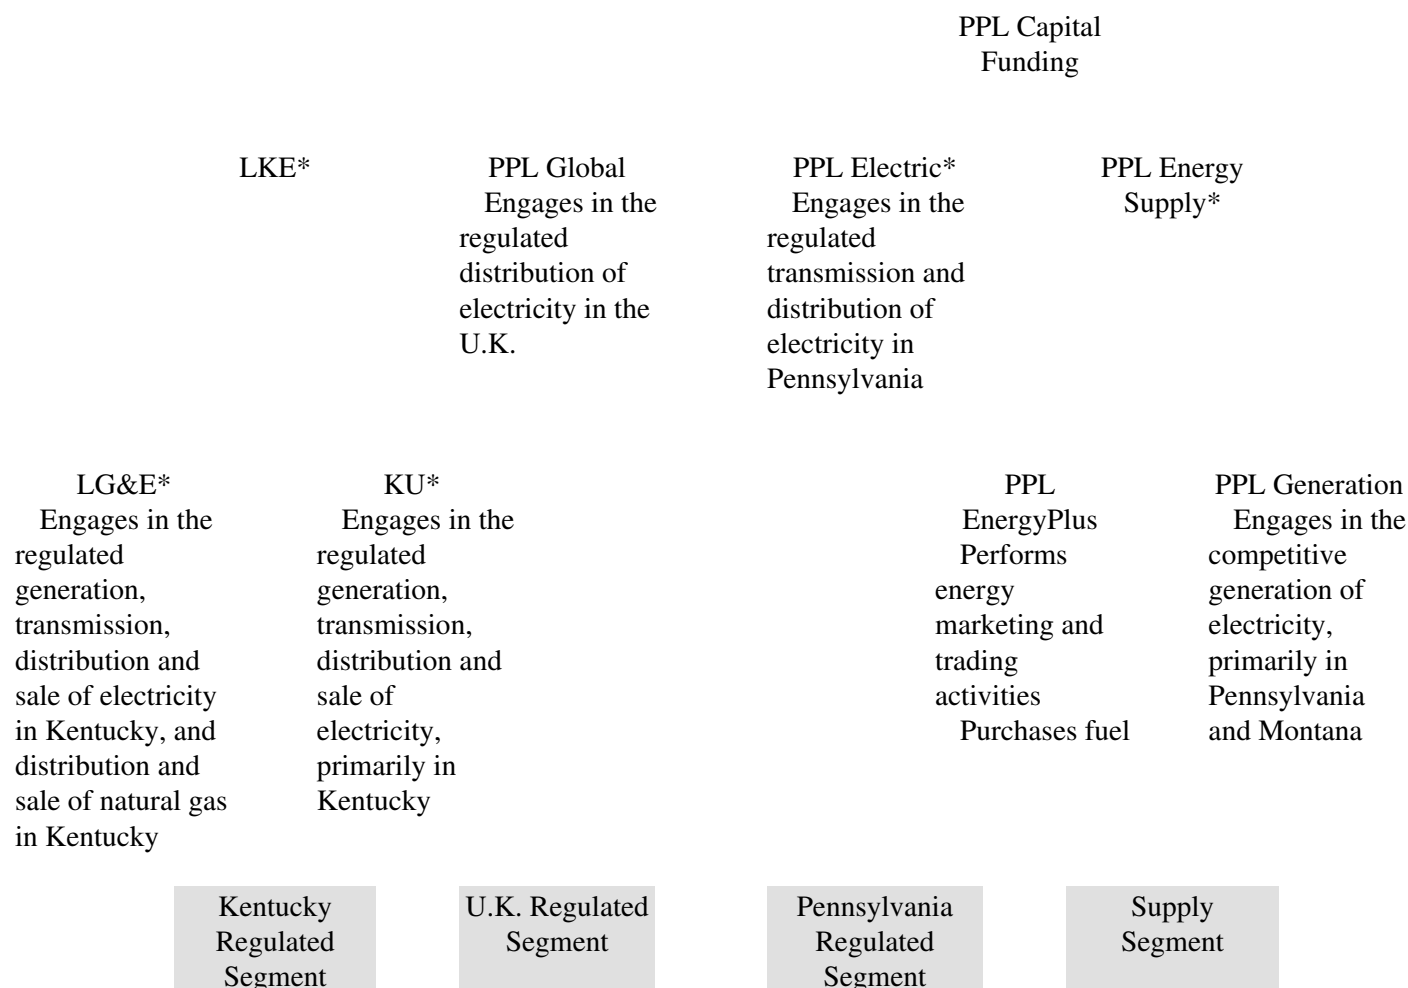 PPL Capital
Funding
LKE*
PPL Global
Engages in the
regulated
distribution of
electricity in the
U.K.
PPL Electric*
Engages in the
regulated
transmission and
distribution of
electricity in
Pennsylvania
PPL Energy
Supply*
LG&E*
Engages in the
regulated
generation,
transmission,
distribution and
sale of electricity
in Kentucky, and
distribution and
sale of natural gas
in Kentucky
KU*
Engages in the
regulated
generation,
transmission,
distribution and
sale of
electricity,
primarily in
Kentucky
PPL
EnergyPlus
Performs
energy
marketing and
trading
activities
Purchases fuel
PPL Generation
Engages in the
competitive
generation of
electricity,
primarily in
Pennsylvania
and Montana
Kentucky
Regulated
Segment
U.K. Regulated
Segment
Pennsylvania
Regulated
Segment
Supply
Segment